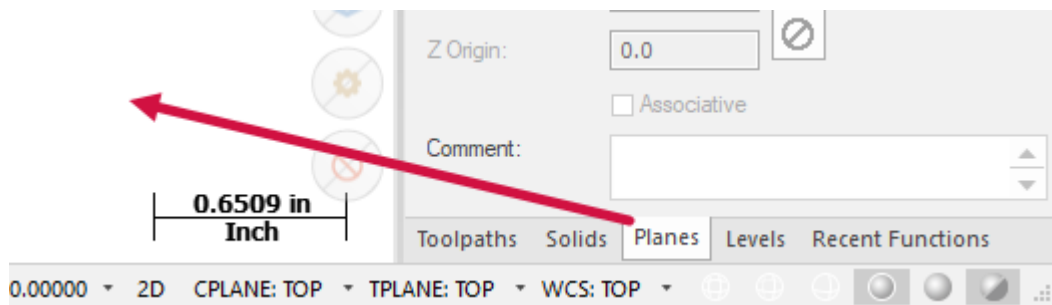 Z Origin: 0.0
Associative
Comment:
0.6509 in
Inch
Toolpaths Solids Planes Levels Recent Functions
0.00000 2D CPLANE: TOP TPLANE: TOP WCS: TOP